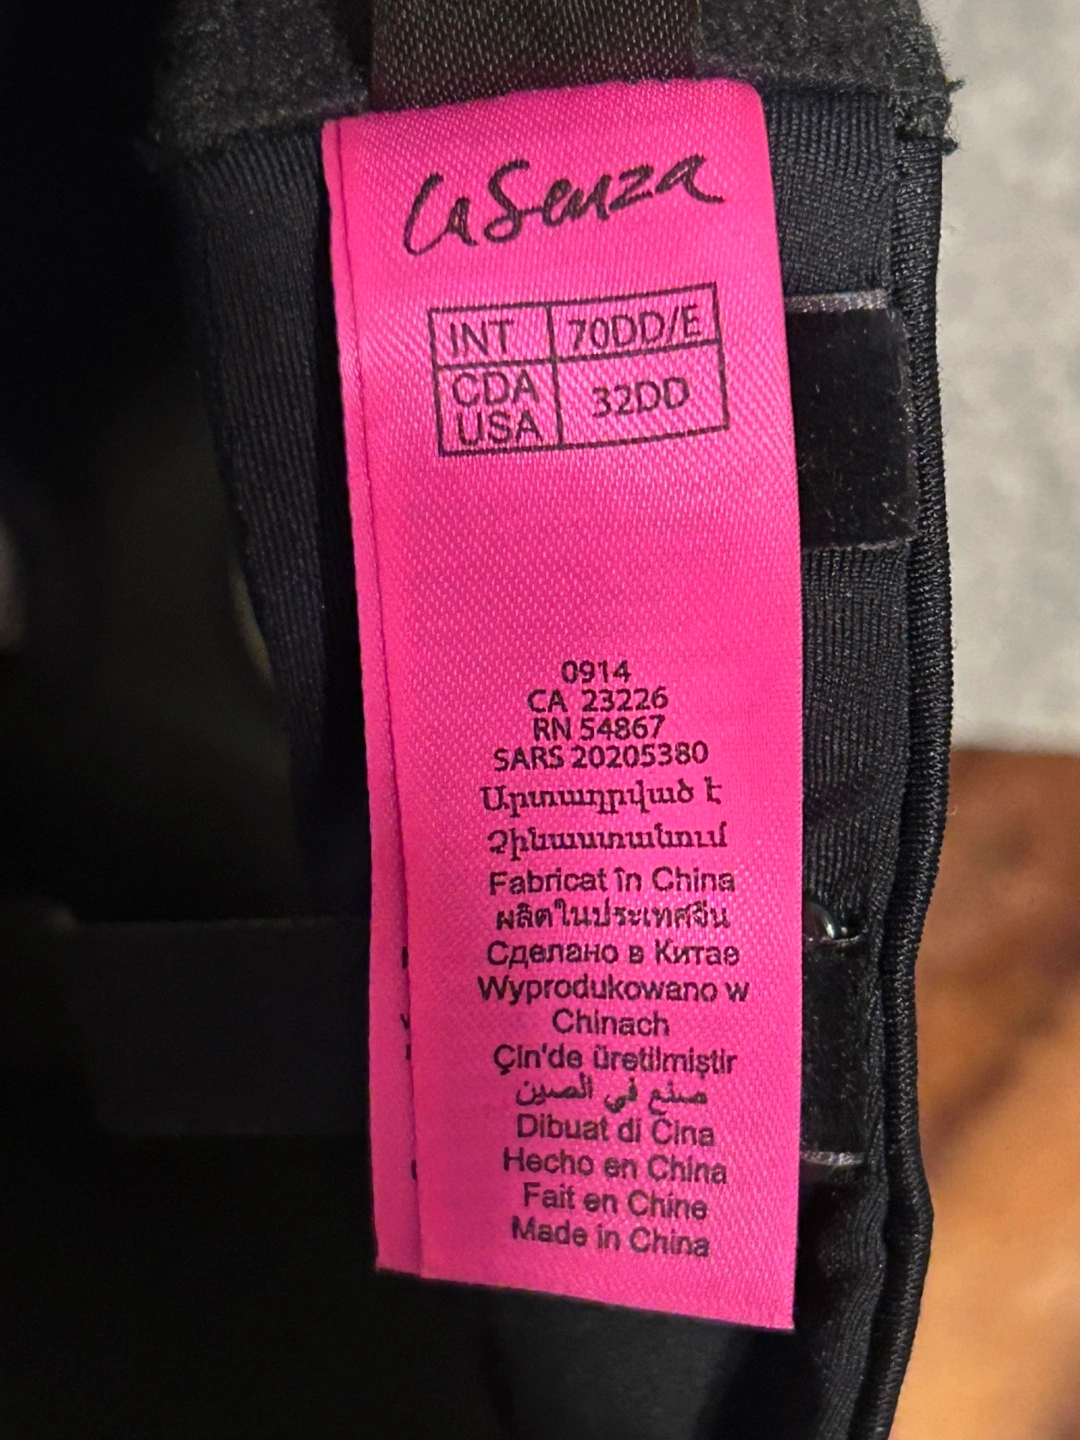 La Senza
INT 70DD/E
CDA USA 32DD
0914
CA 23226
RN 54867
SARS 20205380
Արտադրված է
Չինաստանում
Fabricat în China
ผลิตในประเทศจีน
Сделано в Китае
Wyprodukowano w
Chinach
Çin'de üretilmiştir
صنع في الصين
Dibuat di Cina
Hecho en China
Fait en Chine
Made in China